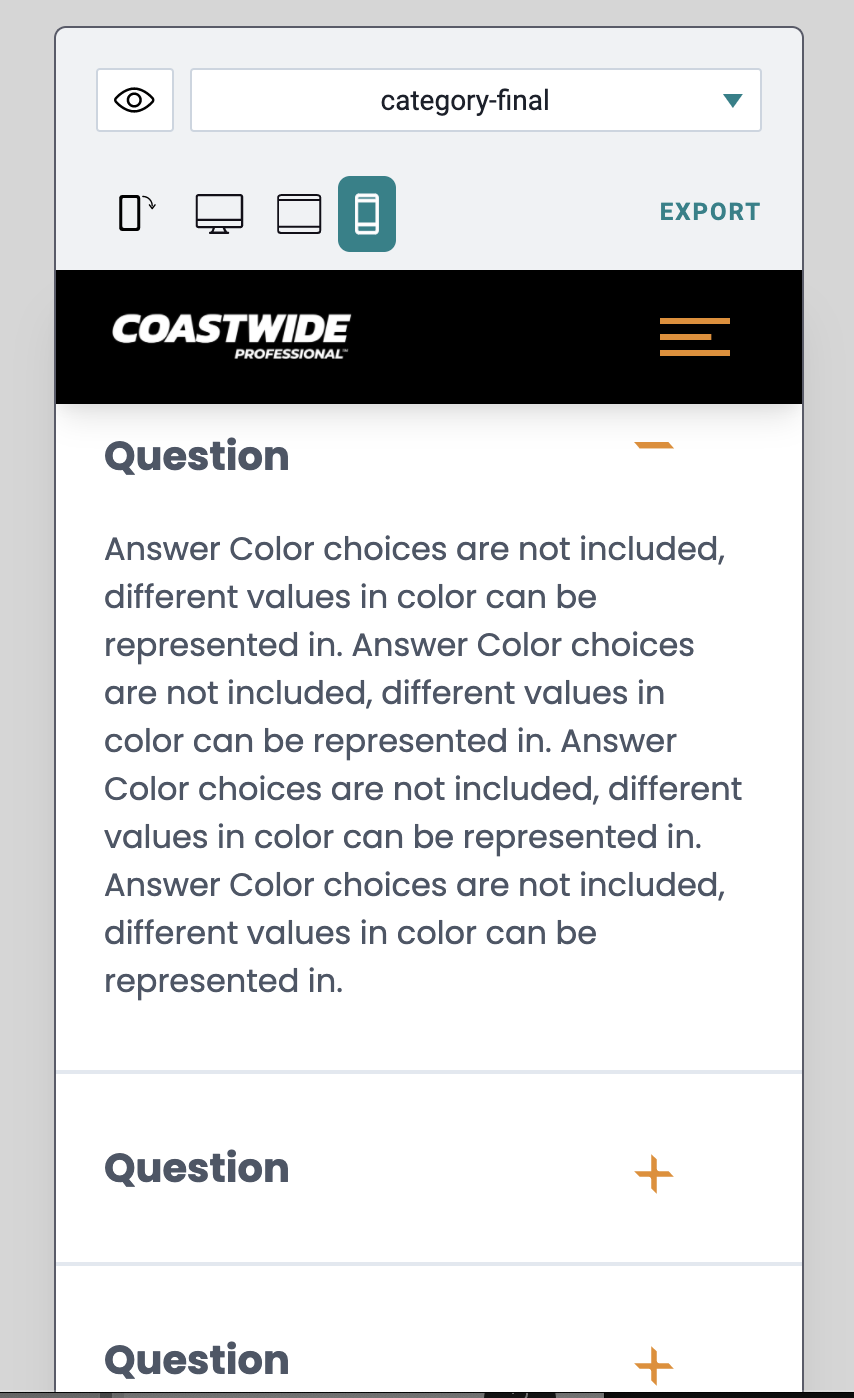 category-final
EXPORT
COASTWIDE
PROFESSIONAL™
Question
Answer Color choices are not included,
different values in color can be
represented in. Answer Color choices
are not included, different values in
color can be represented in. Answer
Color choices are not included, different
values in color can be represented in.
Answer Color choices are not included,
different values in color can be
represented in.
Question
Question